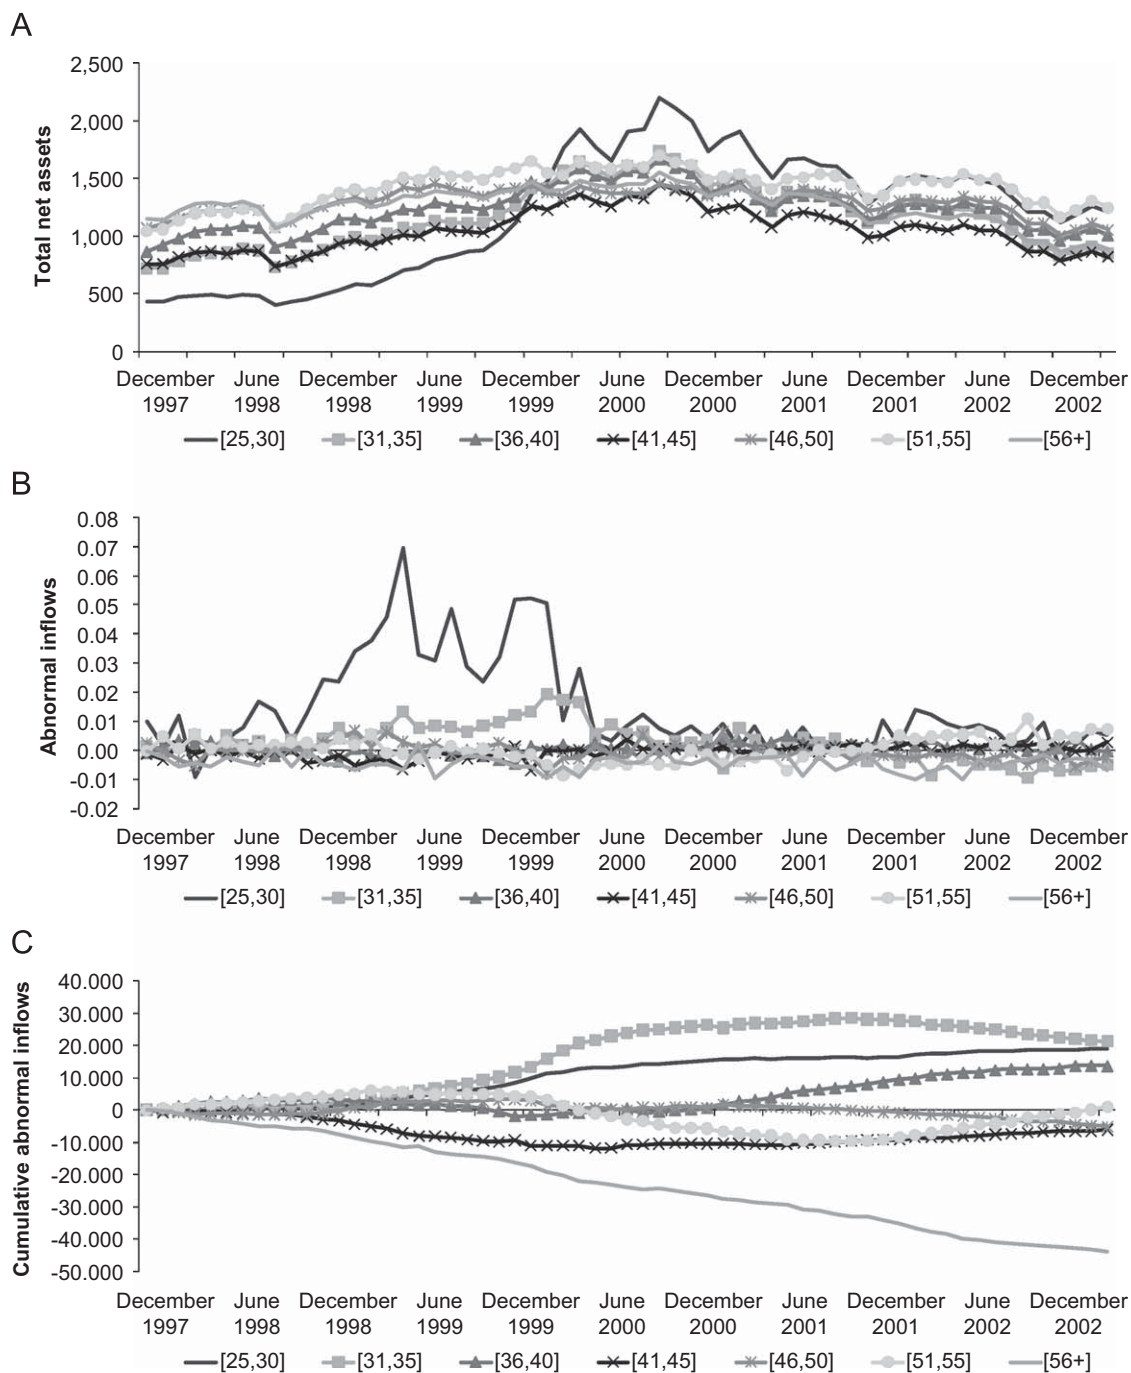 A
Total net assets
2,500
2,000
1,500
1,000
500
0
December June December June December June December June December June December
1997 1998 1998 1999 1999 2000 2000 2001 2001 2002 2002
[25,30] [31,35] [36,40] [41,45] [46,50] [51,55] [56+]
B
Abnormal inflows
0.08
0.07
0.06
0.05
0.04
0.03
0.02
0.01
0.00
-0.01
-0.02
December June December June December June December June December June December
1997 1998 1998 1999 1999 2000 2000 2001 2001 2002 2002
[25,30] [31,35] [36,40] [41,45] [46,50] [51,55] [56+]
C
Cumulative abnormal inflows
40.000
30.000
20.000
10.000
0
-10.000
-20.000
-30.000
-40.000
-50.000
December June December June December June December June December June December
1997 1998 1998 1999 1999 2000 2000 2001 2001 2002 2002
[25,30] [31,35] [36,40] [41,45] [46,50] [51,55] [56+]